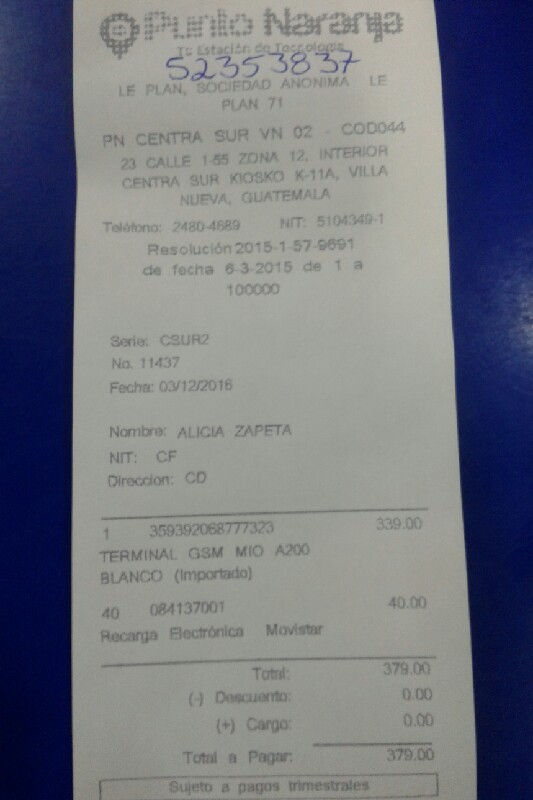 Punto Naranja
Tu Estación de Tecnología
52353837
LE PLAN, SOCIEDAD ANONIMA LE
PLAN 71
PN CENTRA SUR VN 02 - COD044
23 CALLE 1-55 ZONA 12, INTERIOR
CENTRA SUR KIOSKO K-11A, VILLA
NUEVA, GUATEMALA
Teléfono: 2480-4689 NIT: 5104349-1
Resolución 2015-1-57-9691
de fecha 6-3-2015 de 1 a
100000
Serie: CSUR2
No. 11437
Fecha: 03/12/2016
Nombre: ALICIA ZAPETA
NIT: CF
Direccion: CD
1 359392068777323 339.00
TERMINAL GSM MIO A200
BLANCO (Importado)
40 084137001 40.00
Recarga Electrónica Movistar
Total: 379.00
(-) Descuento: 0.00
(+) Cargo: 0.00
Total a Pagar: 379.00
Sujeto a pagos trimestrales